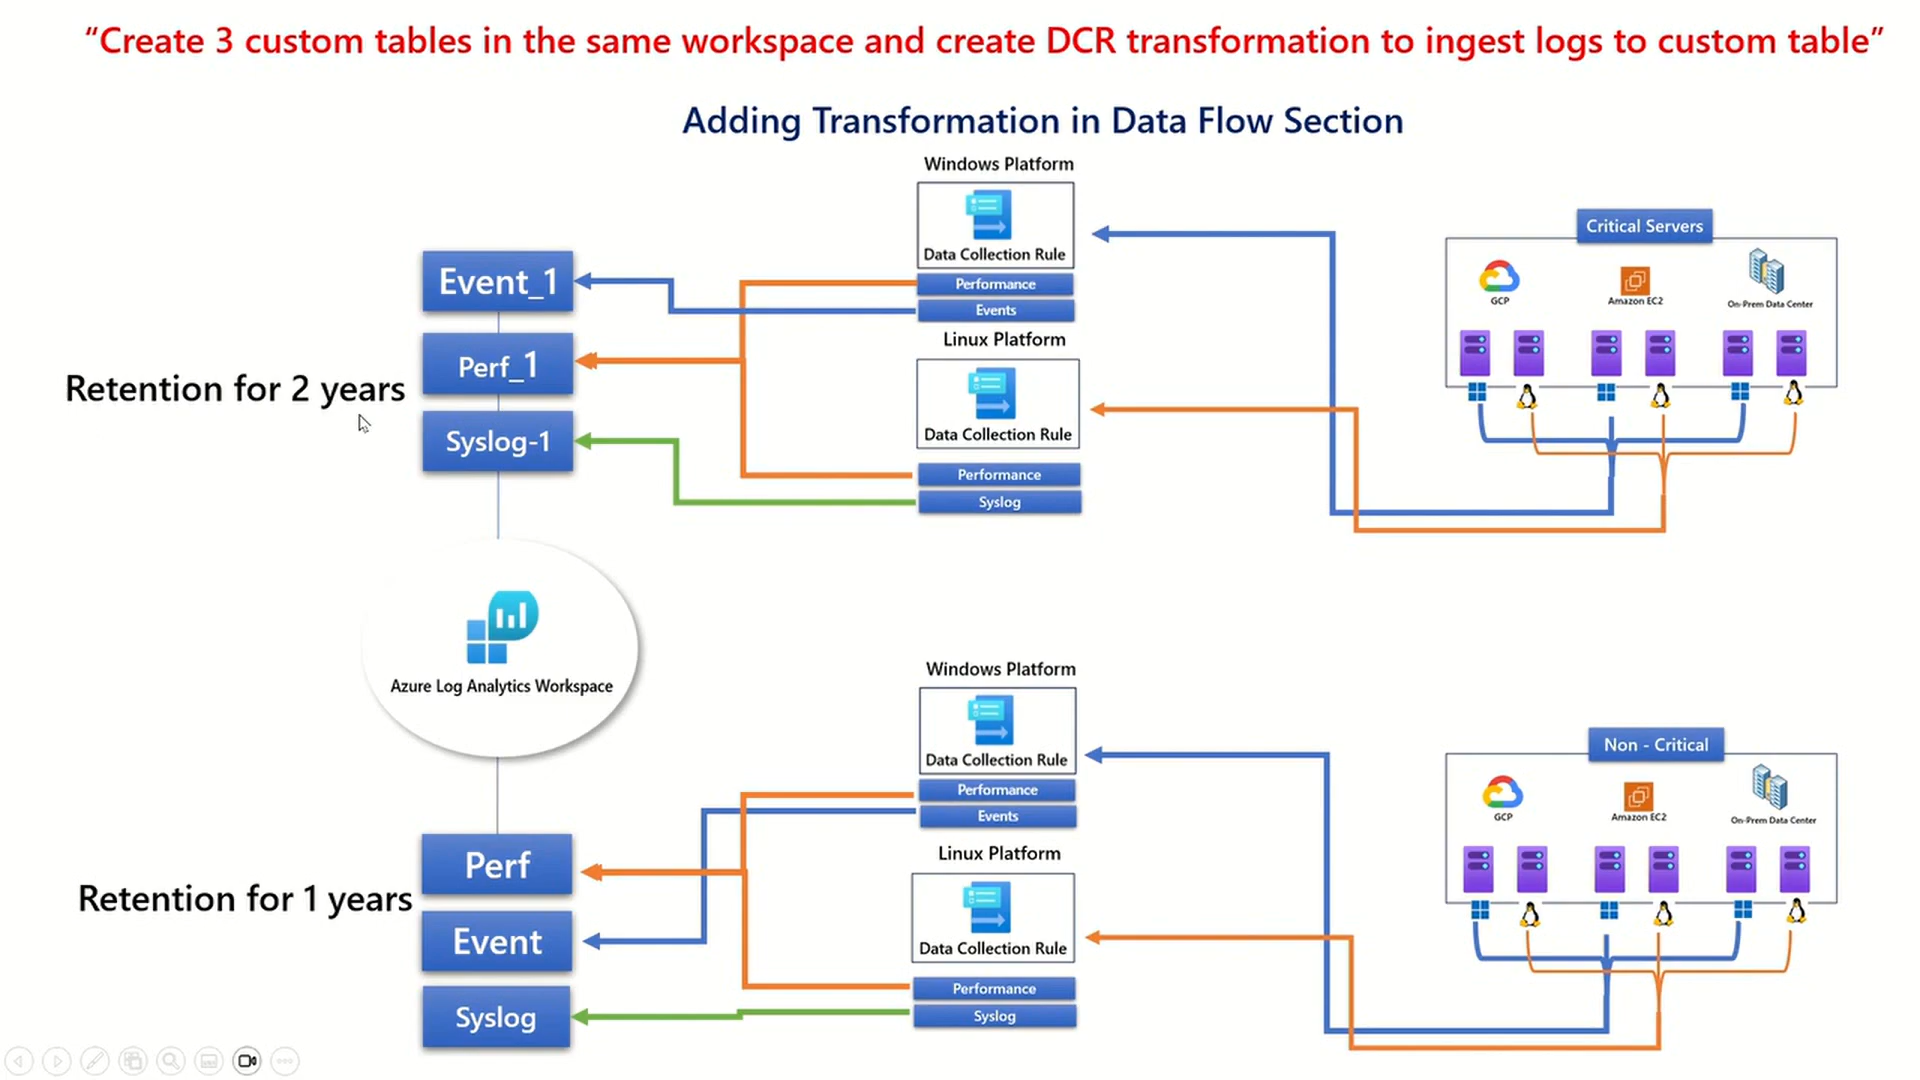 “Create 3 custom tables in the same workspace and create DCR transformation to ingest logs to custom table”
Adding Transformation in Data Flow Section
Windows Platform
Data Collection Rule
Performance
Events
Linux Platform
Data Collection Rule
Performance
Syslog
Critical Servers
GCP
Amazon EC2
On-Prem Data Center
Event_1
Perf_1
Syslog-1
Retention for 2 years
Azure Log Analytics Workspace
Windows Platform
Data Collection Rule
Performance
Events
Linux Platform
Data Collection Rule
Performance
Syslog
Non - Critical
GCP
Amazon EC2
On-Prem Data Center
Perf
Event
Syslog
Retention for 1 years